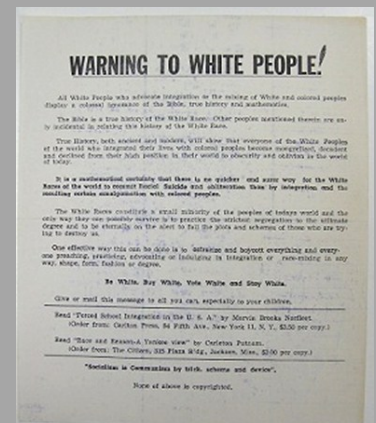 WARNING TO WHITE PEOPLE!
All White People who advocate integration or the mixing of White and colored peoples
display a colossal ignorance of the Bible, true history and mathematics.
The Bible is a true history of the White Race. Other peoples mentioned therein are on-
ly incidental in relating this history of the White Race.
True History, both ancient and modern, will show that everyone of the White Peoples
of the world who integrated their lives with colored peoples became mongrelized, decadent
and declined from their high position in their world to obscurity and oblivion in the world
of today.
It is a mathematical certainty that there is no quicker and surer way for the White
Races of the world to commit Racial Suicide and obliteration than by integration and the
resulting certain amalgamation with colored peoples.
The White Races constitute a small minority of the peoples of todays world and the
only way they can possibly survive is to practice the strictest segregation to the ultimate
degree and to be eternally on the alert to foil the plots and schemes of those who are try-
ing to destroy us.
One effective way this can be done is to ostracize and boycott everything and every-
one preaching, practicing, advocating or indulging in integration or race-mixing in any
way, shape, form, fashion or degree.
Be White, Buy White, Vote White and Stay White.
Give or mail this message to all you can, especially to your children.
Read "Forced School Integration in the U. S. A." by Marvin Brooks Norfleet.
(Order from: Carlton Press, 84 Fifth Ave., New York 11, N. Y., $3.50 per copy.)
Read "Race and Reason-A Yankee view" by Carleton Putnam.
(Order from: The Citizens, Plaza Bldg., Jackson, Miss., $2.00 per copy.)
"Socialism is Communism by trick, scheme and device".
None of above is copyrighted.